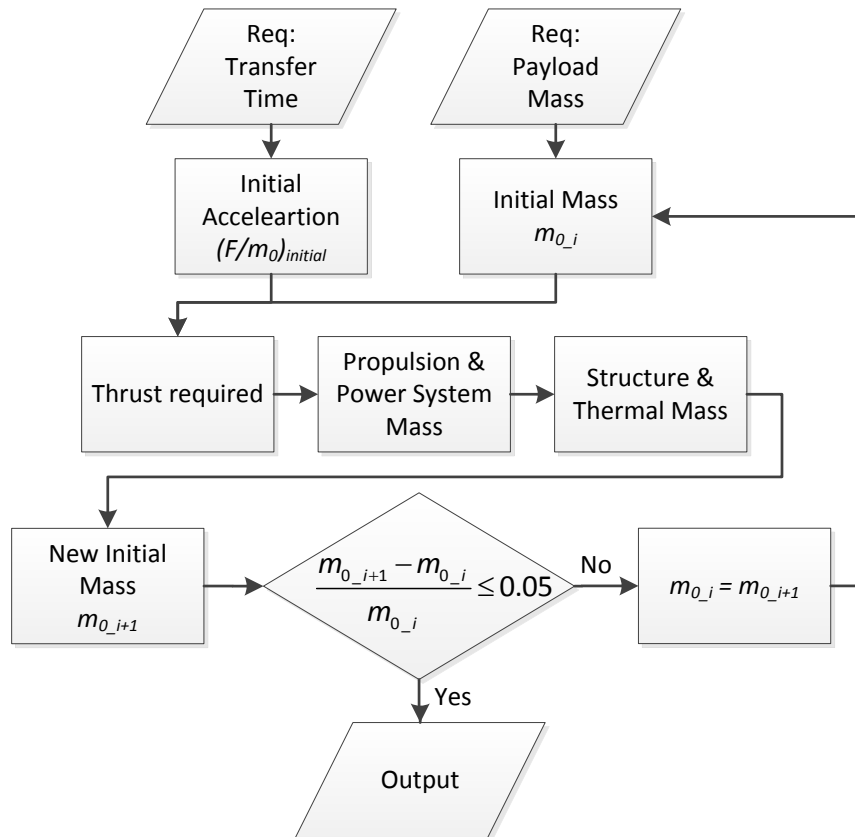 Req:
Transfer
Time
Req:
Payload
Mass
Initial
Acceleartion
(F/m₀)ᵢₙᵢₜᵢₐₗ
Initial Mass
m₀_ᵢ
Thrust required
Propulsion &
Power System
Mass
Structure &
Thermal Mass
New Initial
Mass
m₀_ᵢ₊₁
(m₀_ᵢ₊₁ − m₀_ᵢ) / m₀_ᵢ ≤ 0.05
No
m₀_ᵢ = m₀_ᵢ₊₁
Yes
Output